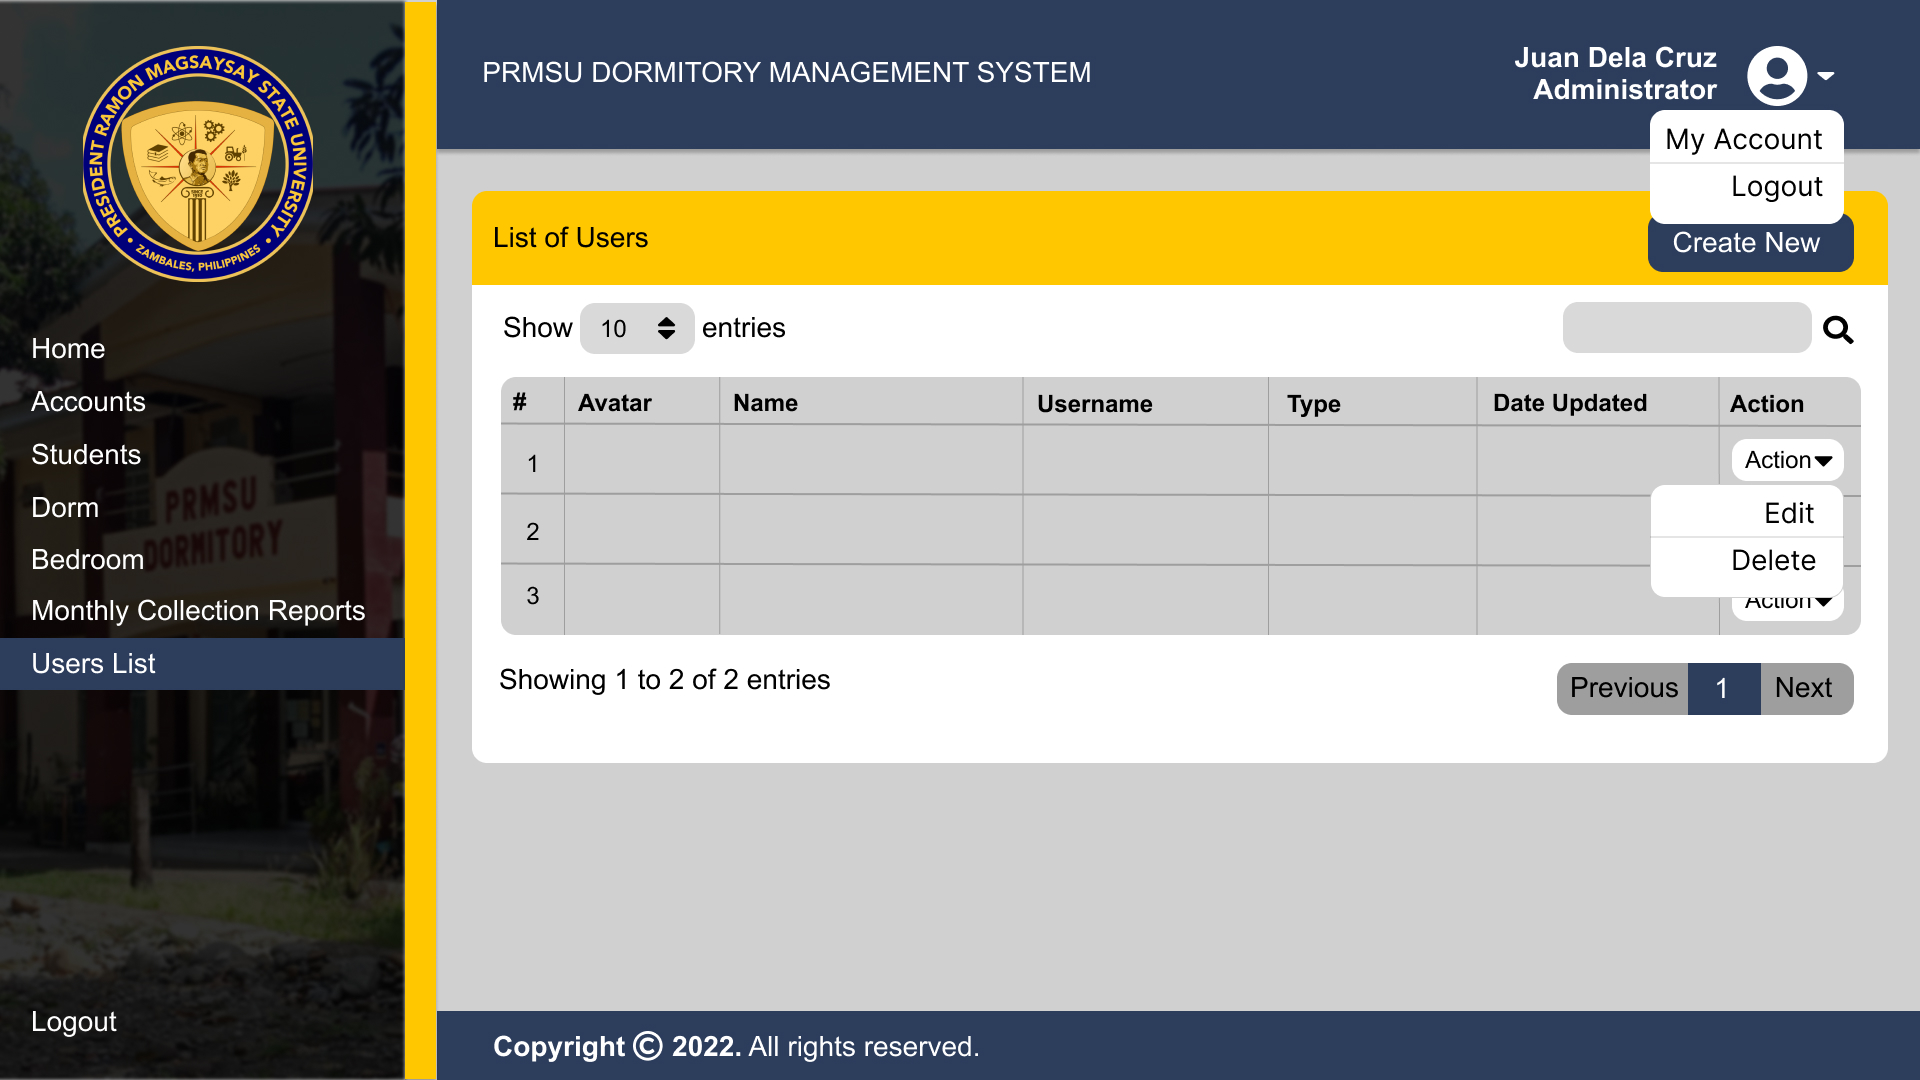 PRESIDENT RAMON MAGSAYSAY STATE UNIVERSITY
• ZAMBALES, PHILIPPINES •
Home
Accounts
Students
Dorm
Bedroom
Monthly Collection Reports
Users List
Logout
PRMSU
DORMITORY
PRMSU DORMITORY MANAGEMENT SYSTEM
Juan Dela Cruz
Administrator
My Account
Logout
List of Users
Create New
Show 10 entries
# Avatar Name Username Type Date Updated Action
1 Action
Edit
2
Delete
3 Action
Showing 1 to 2 of 2 entries
Previous 1 Next
Copyright © 2022. All rights reserved.